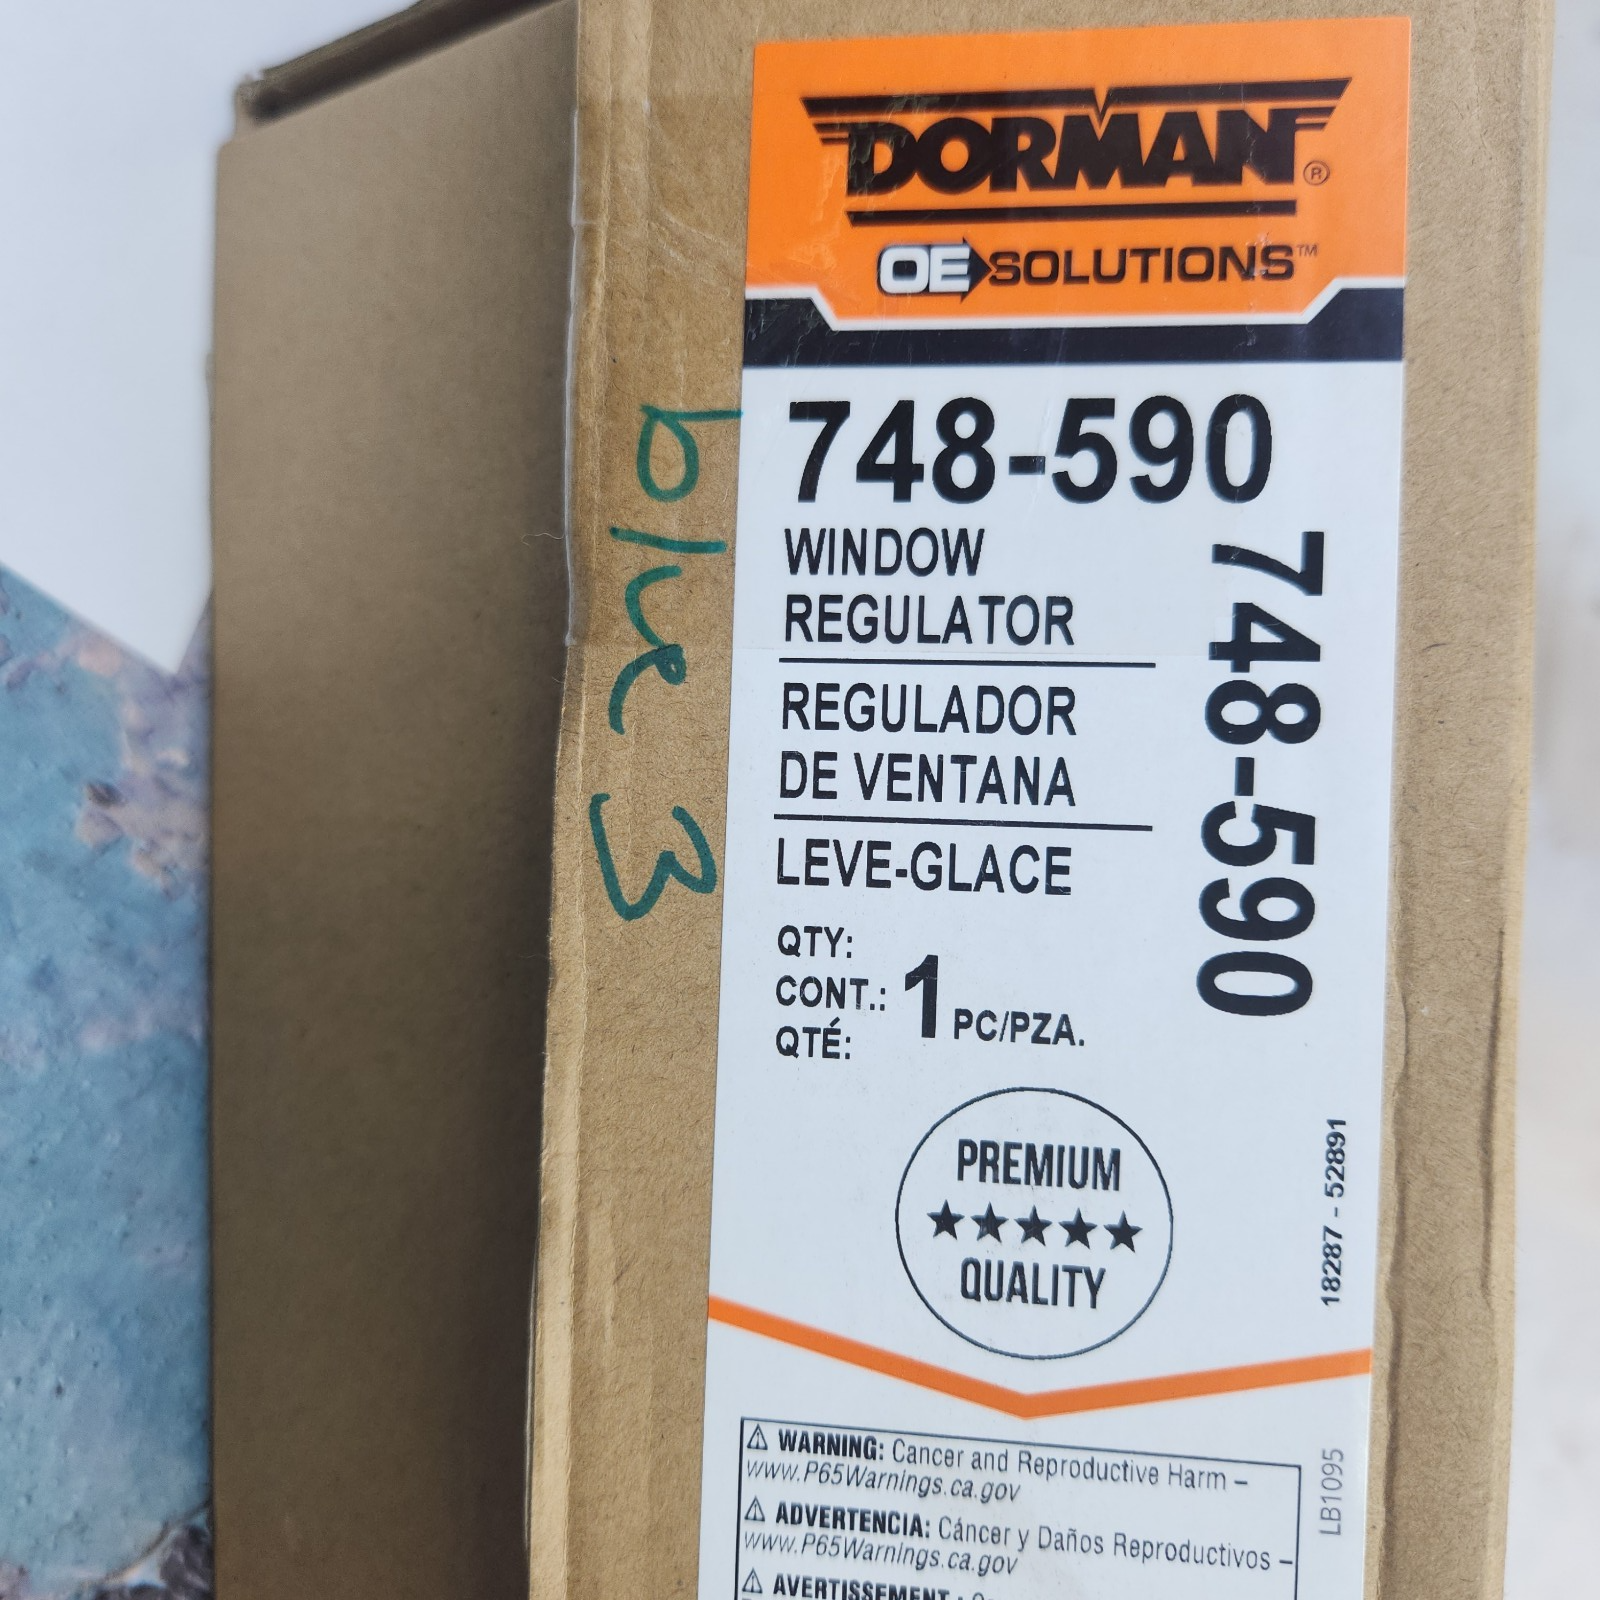 DORMAN®
OE SOLUTIONS™
748-590
WINDOW
REGULATOR
REGULADOR
DE VENTANA
LEVE-GLACE
QTY:
CONT.: 1 PC/PZA.
QTÉ:
748-590
PREMIUM
★★★★★
QUALITY
18287 - 52891
⚠ WARNING: Cancer and Reproductive Harm –
www.P65Warnings.ca.gov
⚠ ADVERTENCIA: Cáncer y Daños Reproductivos –
www.P65Warnings.ca.gov
⚠ AVERTISSEMENT :
LB1095
blue 3